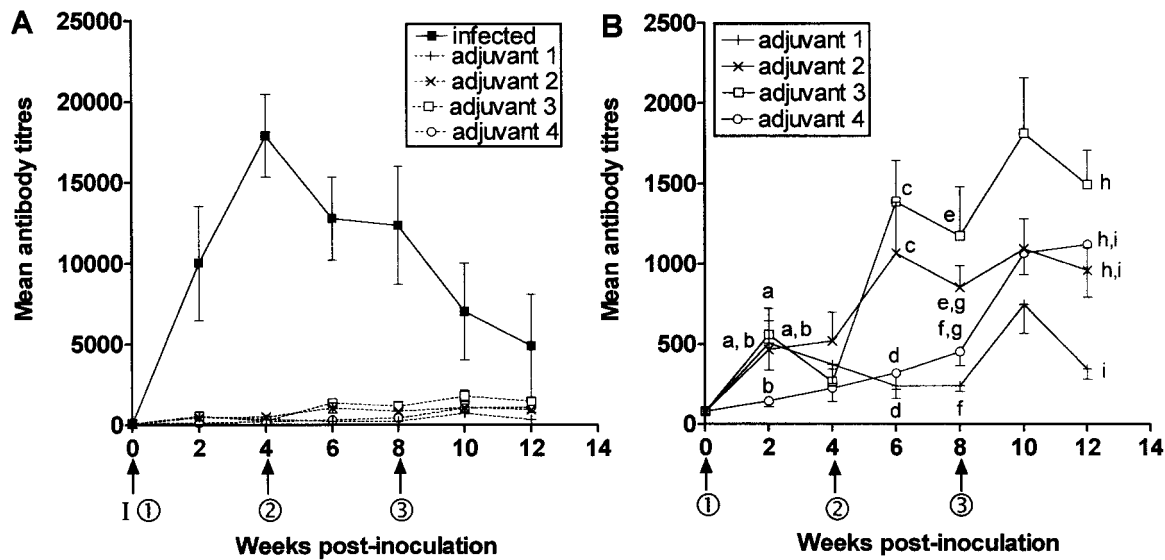 A
Mean antibody titres
25000
20000
15000
10000
5000
0
infected
adjuvant 1
adjuvant 2
adjuvant 3
adjuvant 4
0 2 4 6 8 10 12 14
I ① ② ③
Weeks post-inoculation
B
Mean antibody titres
2500
2000
1500
1000
500
0
adjuvant 1
adjuvant 2
adjuvant 3
adjuvant 4
a
a, b
a, b
b
c
c
d
d
e
e,g
f,g
f
h
h,i
h,i
i
0 2 4 6 8 10 12 14
① ② ③
Weeks post-inoculation